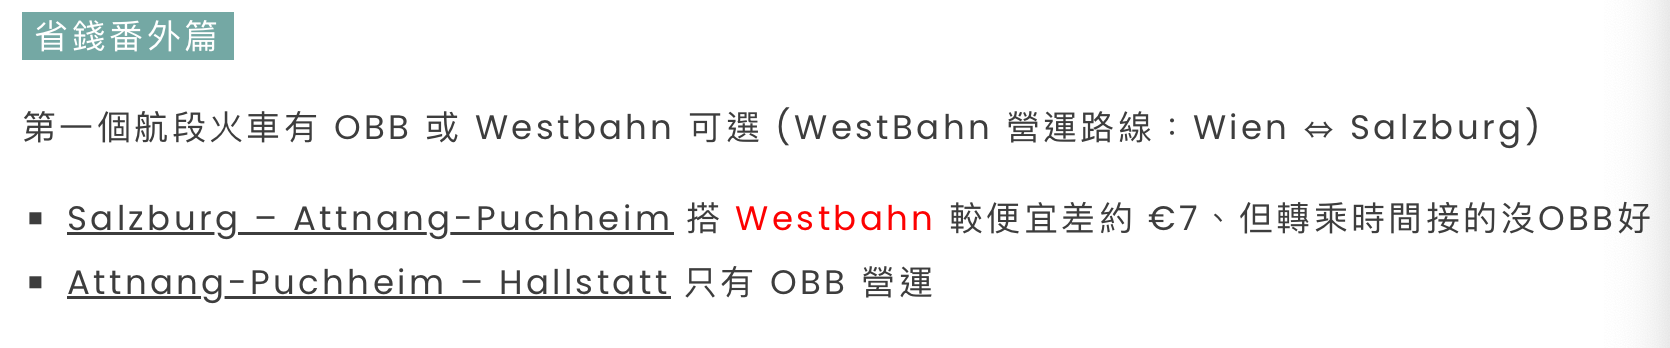 省錢番外篇
第一個航段火車有 OBB 或 Westbahn 可選 (WestBahn 營運路線：Wien ⇔ Salzburg)
▪ Salzburg – Attnang-Puchheim 搭 Westbahn 較便宜差約 €7、但轉乘時間接的沒OBB好
▪ Attnang-Puchheim – Hallstatt 只有 OBB 營運